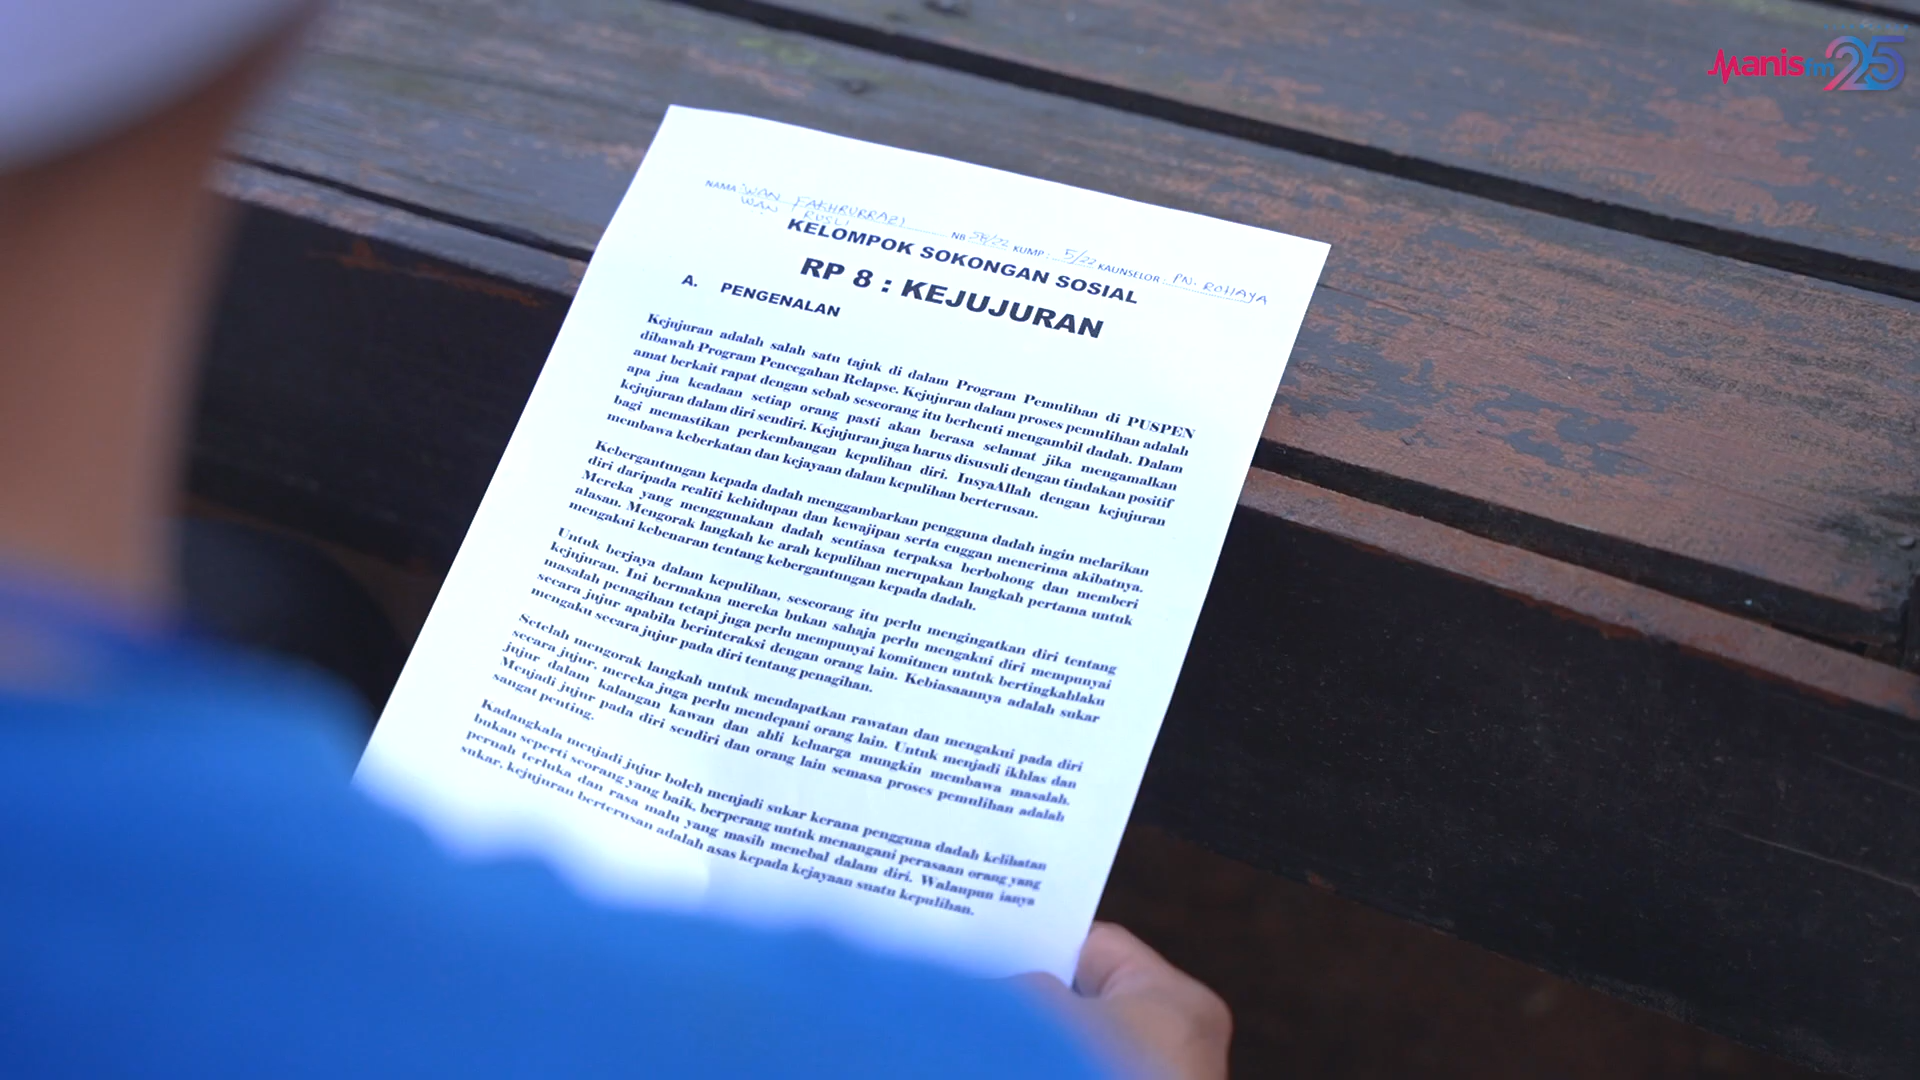 Manis fm 25
NAMA : WAN FAKHRURRAZI
WAN RUSLI
NB 58/22 KUMP : 5/22 KAUNSELOR : PN. ROHAYA
KELOMPOK SOKONGAN SOSIAL
RP 8 : KEJUJURAN
A. PENGENALAN
Kejujuran adalah salah satu tajuk di dalam Program Pemulihan di PUSPEN
dibawah Program Pencegahan Relapse. Kejujuran dalam proses pemulihan adalah
amat berkait rapat dengan sebab seseorang itu berhenti mengambil dadah. Dalam
apa jua keadaan setiap orang pasti akan berasa selamat jika mengamalkan
kejujuran dalam diri sendiri. Kejujuran juga harus disusuli dengan tindakan positif
bagi memastikan perkembangan kepulihan diri. InsyaAllah dengan kejujuran
membawa keberkatan dan kejayaan dalam kepulihan berterusan.
Kebergantungan kepada dadah menggambarkan pengguna dadah ingin melarikan
diri daripada realiti kehidupan dan kewajipan serta enggan menerima akibatnya.
Mereka yang menggunakan dadah sentiasa terpaksa berbohong dan memberi
alasan. Mengorak langkah ke arah kepulihan merupakan langkah pertama untuk
mengakui kebenaran tentang kebergantungan kepada dadah.
Untuk berjaya dalam kepulihan, seseorang itu perlu mengingatkan diri tentang
kejujuran. Ini bermakna mereka bukan sahaja perlu mengakui diri mempunyai
masalah penagihan tetapi juga perlu mempunyai komitmen untuk bertingkahlaku
secara jujur apabila berinteraksi dengan orang lain. Kebiasaannya adalah sukar
mengaku secara jujur pada diri tentang penagihan.
Setelah mengorak langkah untuk mendapatkan rawatan dan mengakui pada diri
secara jujur, mereka juga perlu mendepani orang lain. Untuk menjadi ikhlas dan
jujur dalam kalangan kawan dan ahli keluarga mungkin membawa masalah.
Menjadi jujur pada diri sendiri dan orang lain semasa proses pemulihan adalah
sangat penting.
Kadangkala menjadi jujur boleh menjadi sukar kerana pengguna dadah kelihatan
bukan seperti seorang yang baik, berperang untuk menangani perasaan orang yang
pernah terluka dan rasa malu yang masih menebal dalam diri. Walaupun ianya
sukar, kejujuran berterusan adalah asas kepada kejayaan suatu kepulihan.